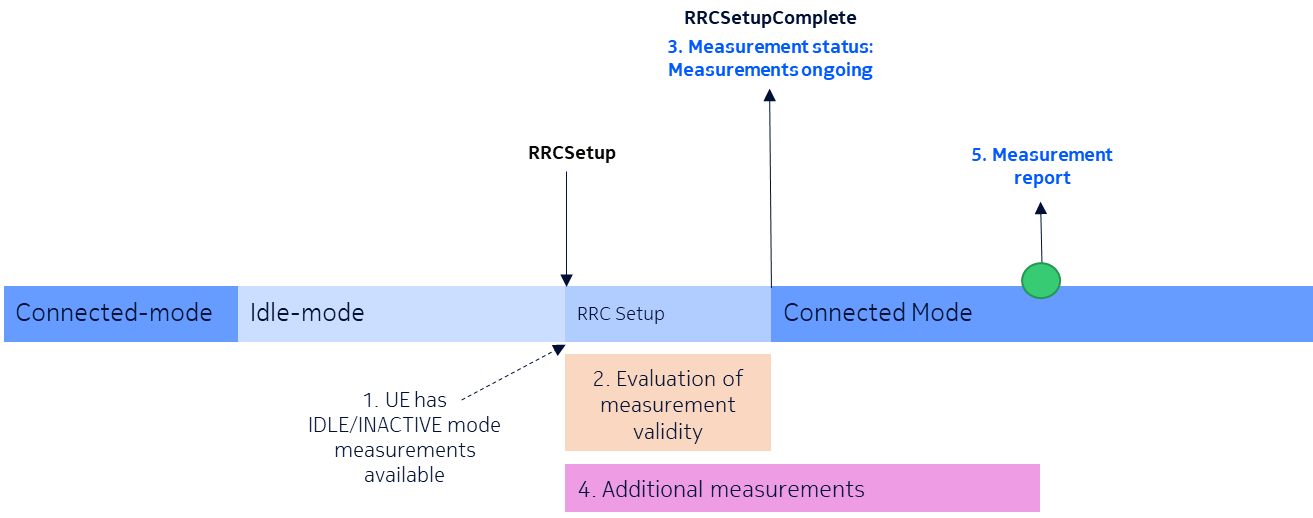 RRCSetupComplete
3. Measurement status:
Measurements ongoing
RRCSetup
5. Measurement
report
Connected-mode
Idle-mode
RRC Setup
Connected Mode
1. UE has
IDLE/INACTIVE mode
measurements
available
2. Evaluation of
measurement
validity
4. Additional measurements